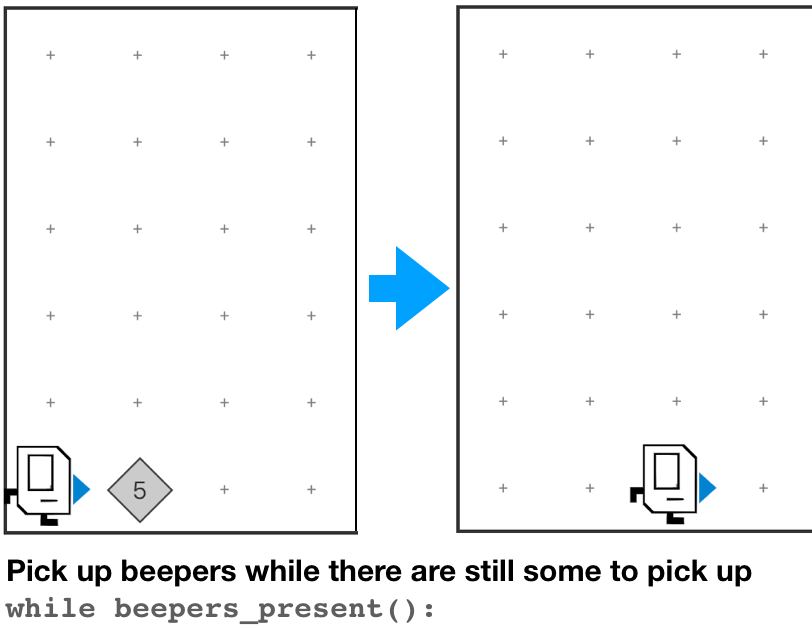 5
Pick up beepers while there are still some to pick up
while beepers_present():